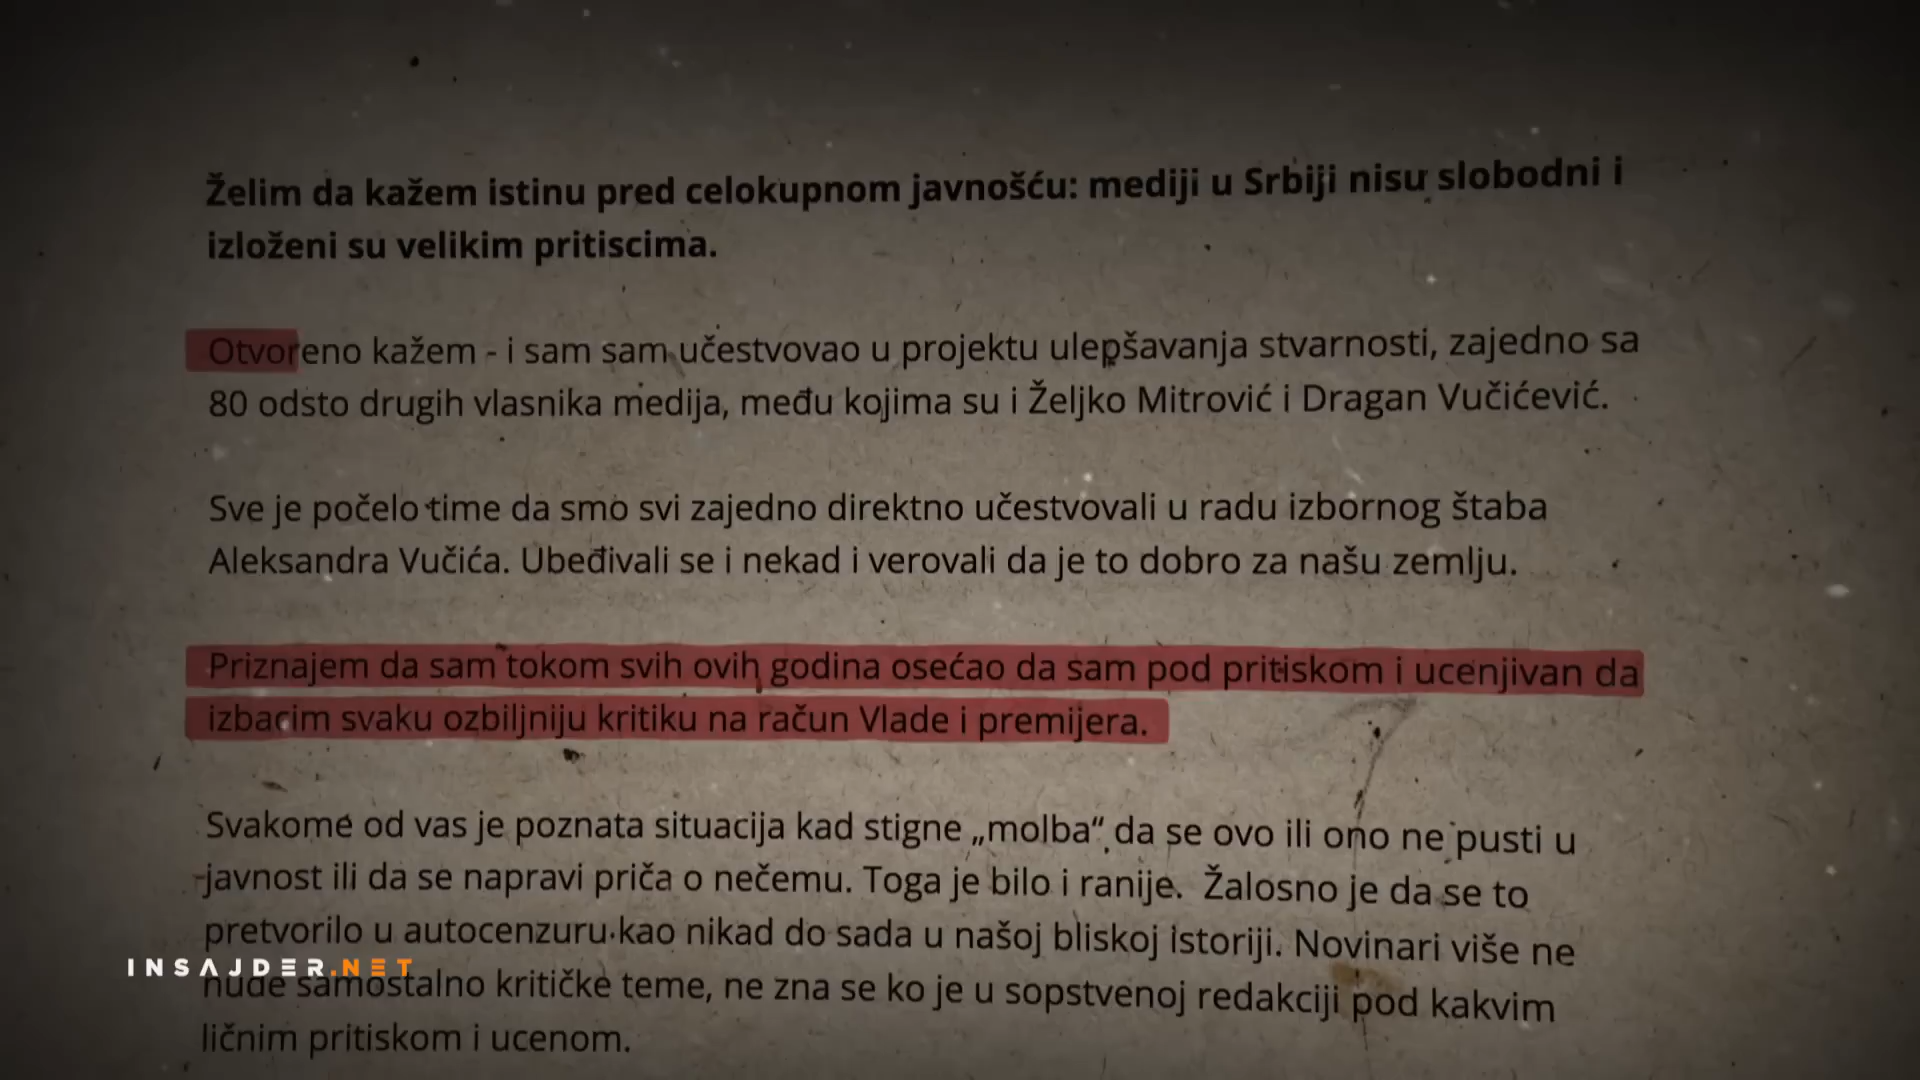 Želim da kažem istinu pred celokupnom javnošću: mediji u Srbiji nisu slobodni i
izloženi su velikim pritiscima.
Otvoreno kažem - i sam sam učestvovao u projektu ulepšavanja stvarnosti, zajedno sa
80 odsto drugih vlasnika medija, među kojima su i Željko Mitrović i Dragan Vučićević.
Sve je počelo time da smo svi zajedno direktno učestvovali u radu izbornog štaba
Aleksandra Vučića. Ubeđivali se i nekad i verovali da je to dobro za našu zemlju.
Priznajem da sam tokom svih ovih godina osećao da sam pod pritiskom i ucenjivan da
izbacim svaku ozbiljniju kritiku na račun Vlade i premijera.
Svakome od vas je poznata situacija kad stigne „molba“ da se ovo ili ono ne pusti u
javnost ili da se napravi priča o nečemu. Toga je bilo i ranije. Žalosno je da se to
pretvorilo u autocenzuru kao nikad do sada u našoj bliskoj istoriji. Novinari više ne
INSAJDER.NET
nude samostalno kritičke teme, ne zna se ko je u sopstvenoj redakciji pod kakvim
ličnim pritiskom i ucenom.